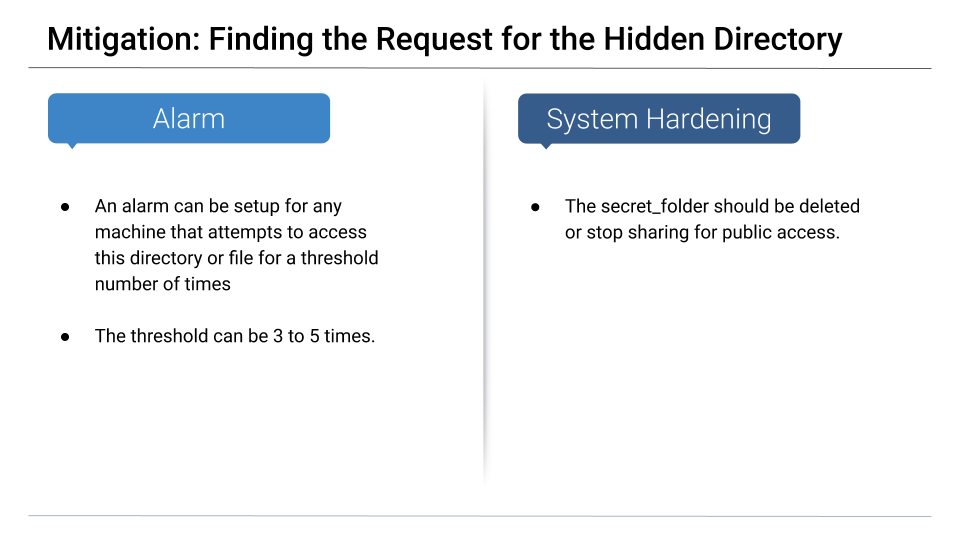 Mitigation: Finding the Request for the Hidden Directory
Alarm
● An alarm can be setup for any
machine that attempts to access
this directory or file for a threshold
number of times
● The threshold can be 3 to 5 times.
System Hardening
● The secret_folder should be deleted
or stop sharing for public access.